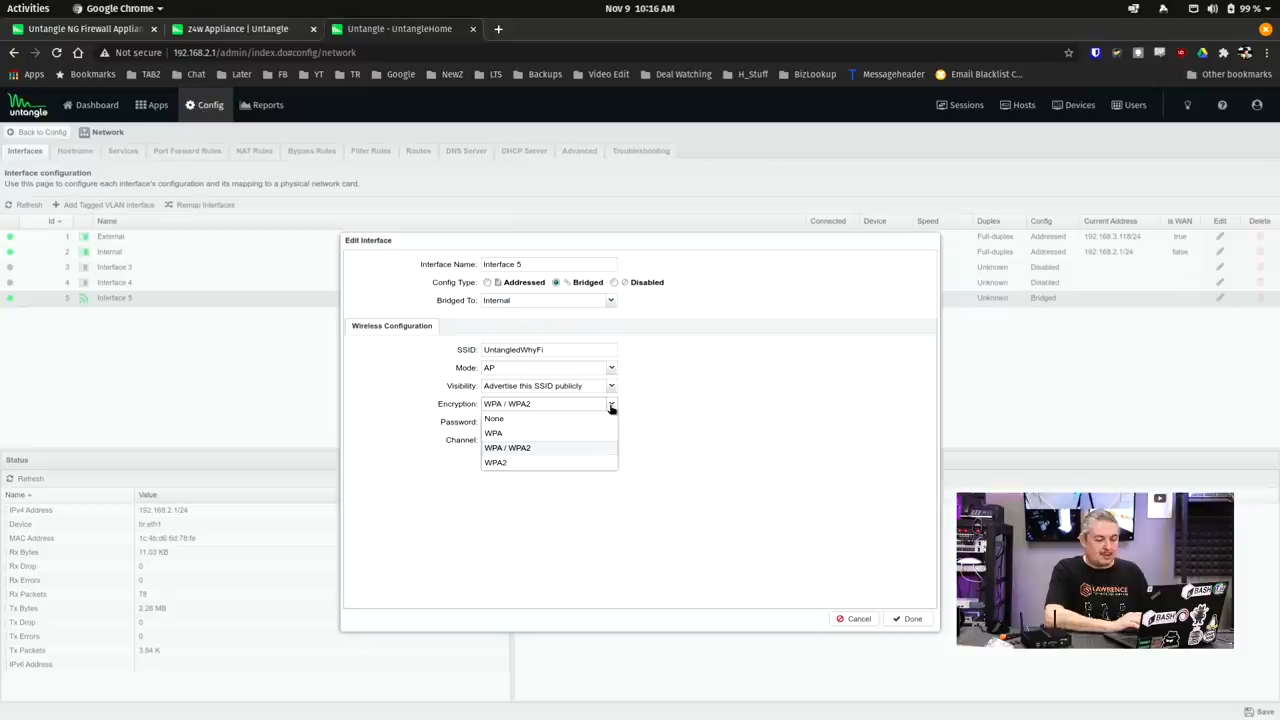 Activities Google Chrome Nov 9 10:16 AM 99 %
Untangle NG Firewall Applian × z4w Appliance | Untangle × Untangle - UntangleHome × +
Not secure 192.168.2.1/admin/index.do#config/network
Apps Bookmarks TABZ Chat Later FB YT TR Google NewZ LTS Backups Video Edit Deal Watching H_Stuff BizLookup Messageheader Email Blacklist C... Other bookmarks
untangle Dashboard Apps Config Reports Sessions Hosts Devices Users
Back to Config Network
Interfaces Hostname Services Port Forward Rules NAT Rules Bypass Rules Filter Rules Routes DNS Server DHCP Server Advanced Troubleshooting
Interface configuration
Use this page to configure each interface's configuration and its mapping to a physical network card.
Refresh Add Tagged VLAN Interface Remap Interfaces
Id Name Connected Device Speed Duplex Config Current Address is WAN Edit Delete
1 External Full-duplex Addressed 192.168.3.118/24 true
2 Internal Full-duplex Addressed 192.168.2.1/24 false
3 Interface 3 Unknown Disabled
4 Interface 4 Unknown Disabled
5 Interface 5 Unknown Bridged
Edit Interface
Interface Name: Interface 5
Config Type: Addressed Bridged Disabled
Bridged To: Internal
Wireless Configuration
SSID: UntangledWhyFi
Mode: AP
Visibility: Advertise this SSID publicly
Encryption: WPA / WPA2
Password:
Channel:
None
WPA
WPA / WPA2
WPA2
Cancel Done
Status
Refresh
Name Value
IPv4 Address 192.168.2.1/24
Device br.eth1
MAC Address 1c:4b:d6:6d:78:fe
Rx Bytes 11.03 KB
Rx Drop 0
Rx Errors 0
Rx Packets 78
Tx Bytes 2.28 MB
Tx Drop 0
Tx Errors 0
Tx Packets 3.84 K
IPv6 Address
LAWRENCE
BASH
BASH
Save